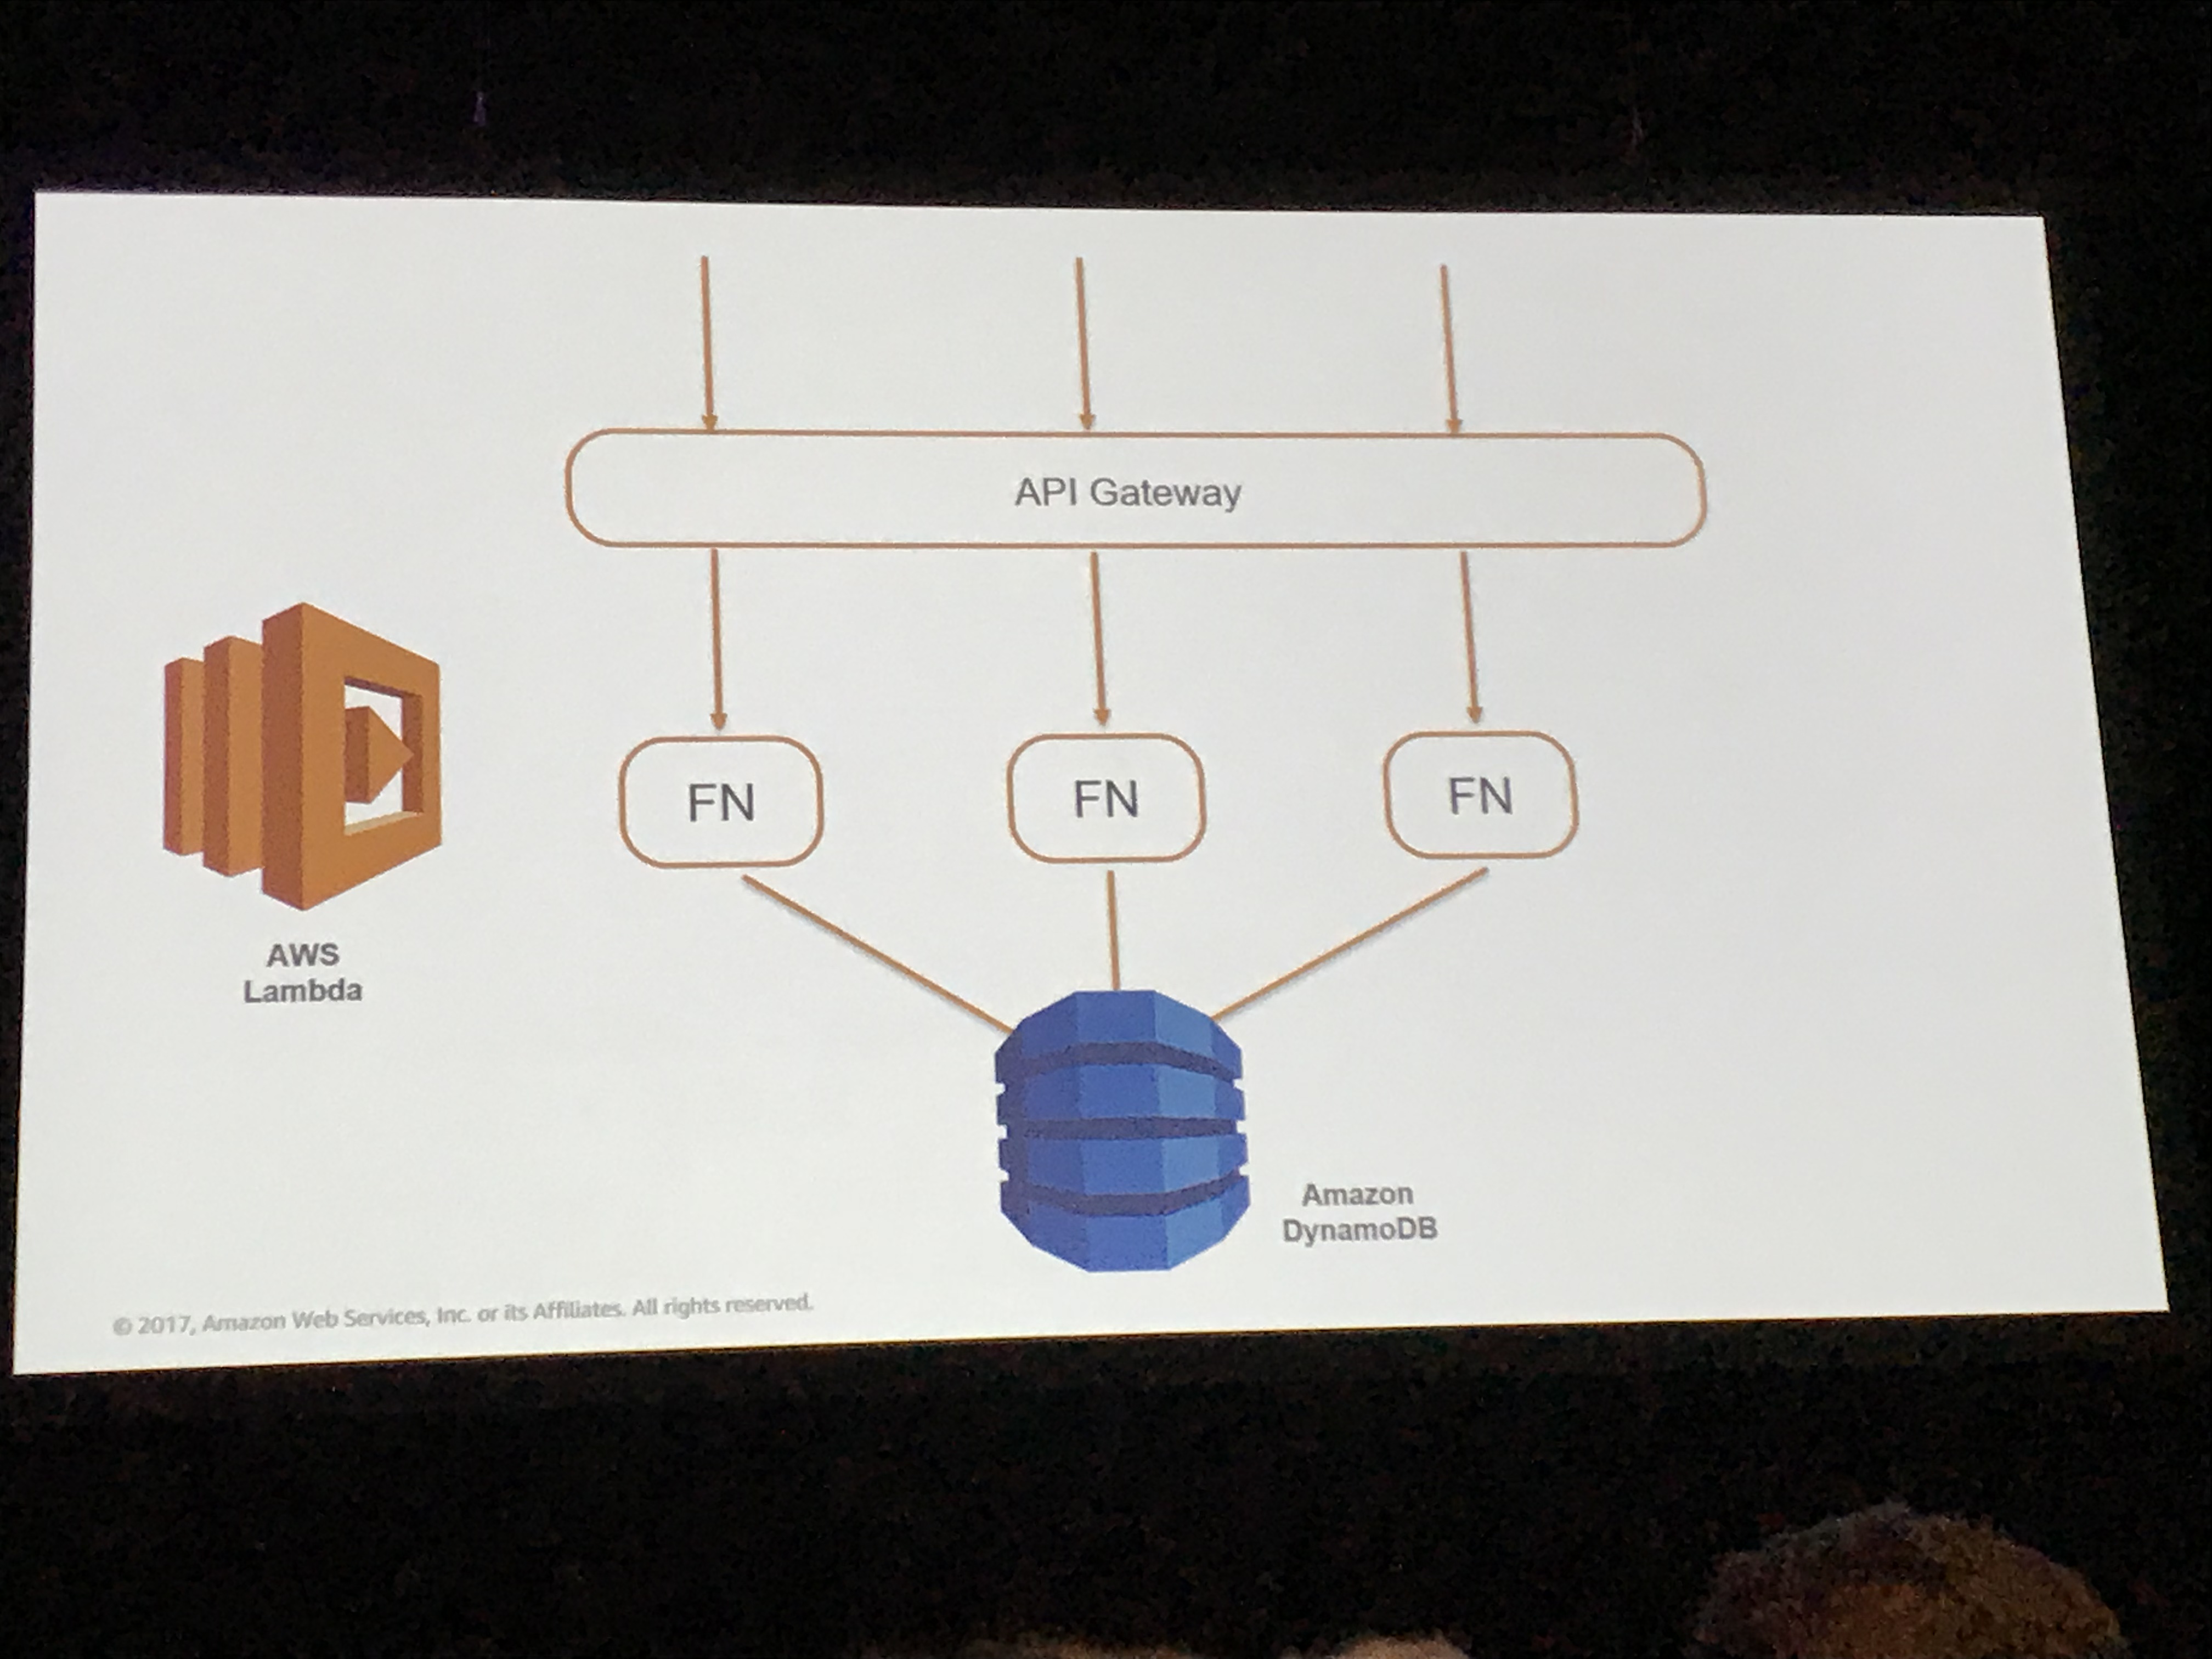 API Gateway
FN
FN
FN
AWS
Lambda
Amazon
DynamoDB
© 2017, Amazon Web Services, Inc. or its Affiliates. All rights reserved.